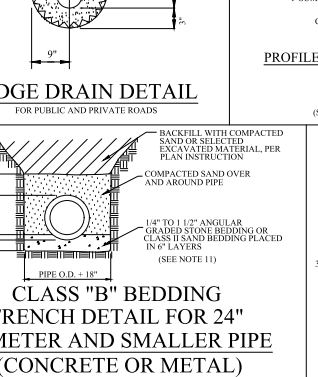 9"
DGE DRAIN DETAIL
FOR PUBLIC AND PRIVATE ROADS
PROFILE
BACKFILL WITH COMPACTED
SAND OR SELECTED
EXCAVATED MATERIAL, PER
PLAN INSTRUCTION
COMPACTED SAND OVER
AND AROUND PIPE
1/4" TO 1 1/2" ANGULAR
GRADED STONE BEDDING OR
CLASS II SAND BEDDING PLACED
IN 6" LAYERS
(SEE NOTE 11)
PIPE O.D. + 18"
CLASS "B" BEDDING
TRENCH DETAIL FOR 24"
METER AND SMALLER PIPE
(CONCRETE OR METAL)